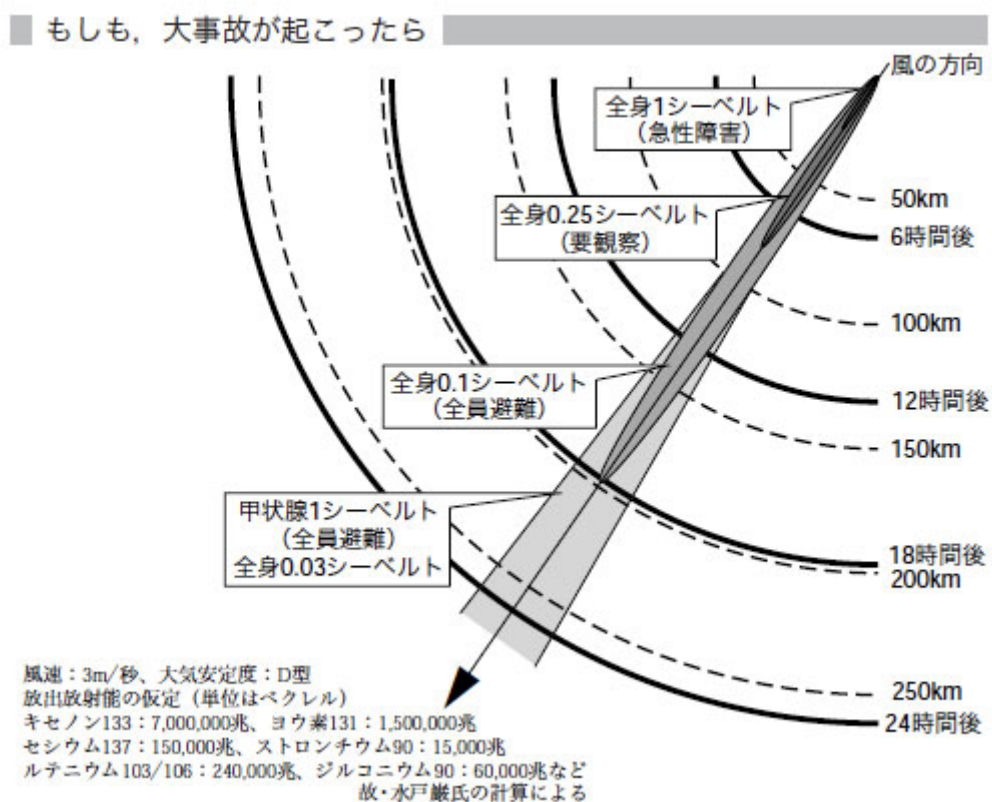 もしも，大事故が起こったら
風の方向
全身1シーベルト
（急性障害）
50km
全身0.25シーベルト
（要観察）
6時間後
100km
全身0.1シーベルト
（全員避難）
12時間後
150km
甲状腺1シーベルト
（全員避難）
全身0.03シーベルト
18時間後
200km
250km
24時間後
風速：3m/秒、大気安定度：D型
放出放射能の仮定（単位はベクレル）
キセノン133：7,000,000兆、ヨウ素131：1,500,000兆
セシウム137：150,000兆、ストロンチウム90：15,000兆
ルテニウム103/106：240,000兆、ジルコニウム90：60,000兆など
故・水戸巌氏の計算による